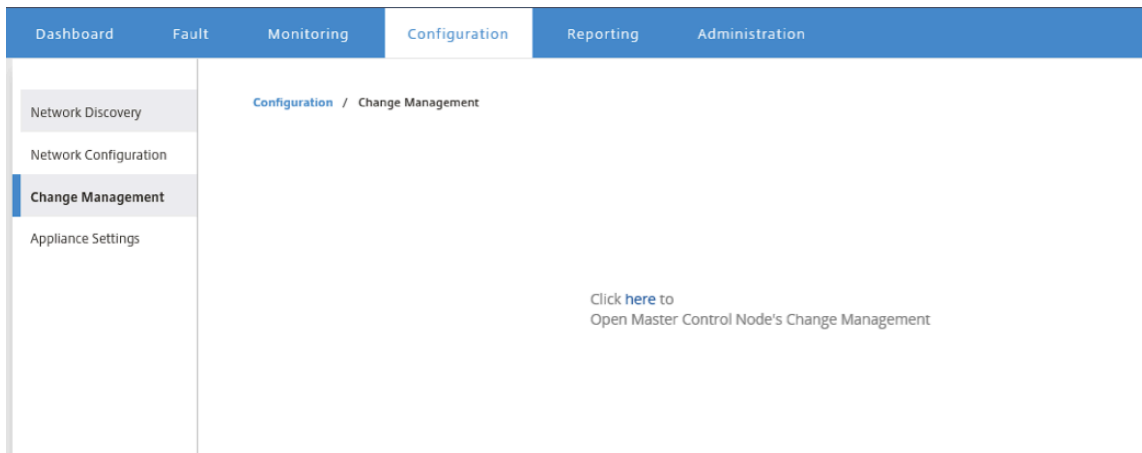 Dashboard Fault Monitoring Configuration Reporting Administration
Network Discovery
Network Configuration
Change Management
Appliance Settings
Configuration / Change Management
Click here to
Open Master Control Node's Change Management